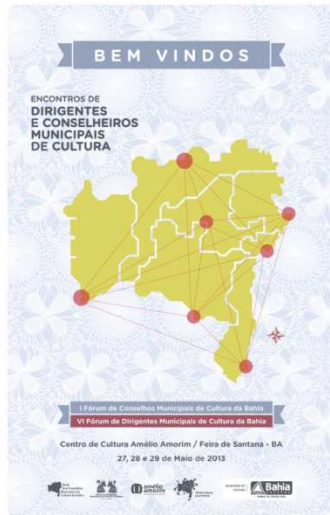 BEM VINDOS
ENCONTROS DE
DIRIGENTES
E CONSELHEIROS
MUNICIPAIS
DE CULTURA
I Fórum de Conselhos Municipais de Cultura da Bahia
VI Fórum de Dirigentes Municipais de Cultura da Bahia
Centro de Cultura Amélio Amorim / Feira de Santana - BA
27, 28 e 29 de Maio de 2013
amélio
amorim
Bahia